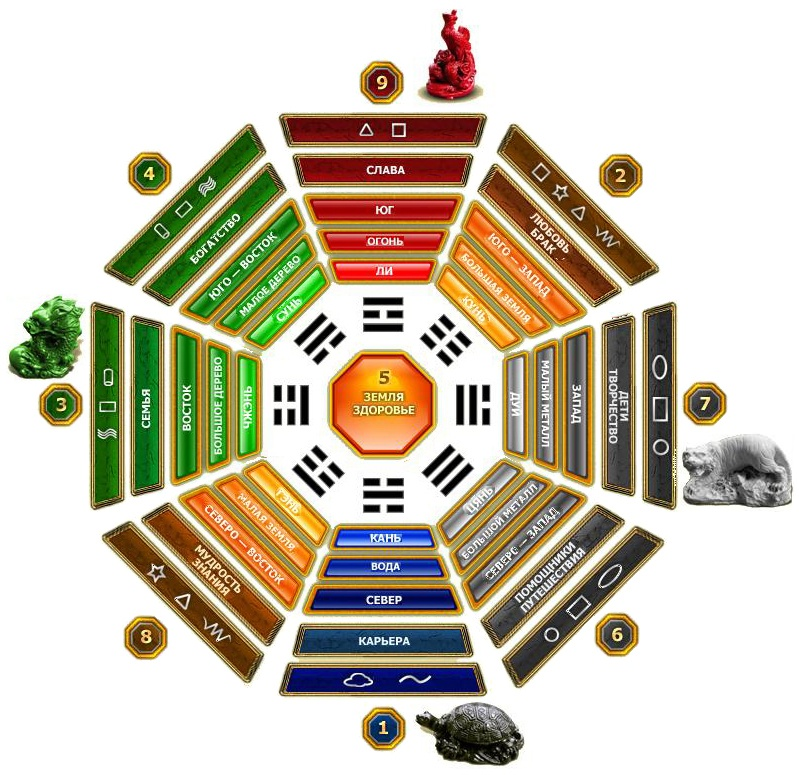 9
СЛАВА
ЮГ
ОГОНЬ
ЛИ
2
ЛЮБОВЬ
БРАК
ЮГО — ЗАПАД
БОЛЬШАЯ ЗЕМЛЯ
КУНЬ
7
ДЕТИ
ТВОРЧЕСТВО
ЗАПАД
МАЛЫЙ МЕТАЛЛ
ДУИ
6
ПОМОЩНИКИ
ПУТЕШЕСТВИЯ
СЕВЕРО — ЗАПАД
БОЛЬШОЙ МЕТАЛЛ
ЦЯНЬ
КАНЬ
ВОДА
СЕВЕР
КАРЬЕРА
1
8
МУДРОСТЬ
ЗНАНИЯ
СЕВЕРО — ВОСТОК
МАЛАЯ ЗЕМЛЯ
ГЭНЬ
3
СЕМЬЯ
ВОСТОК
БОЛЬШОЕ ДЕРЕВО
ЧЖЭНЬ
4
БОГАТСТВО
ЮГО — ВОСТОК
МАЛОЕ ДЕРЕВО
СУНЬ
5
ЗЕМЛЯ
ЗДОРОВЬЕ